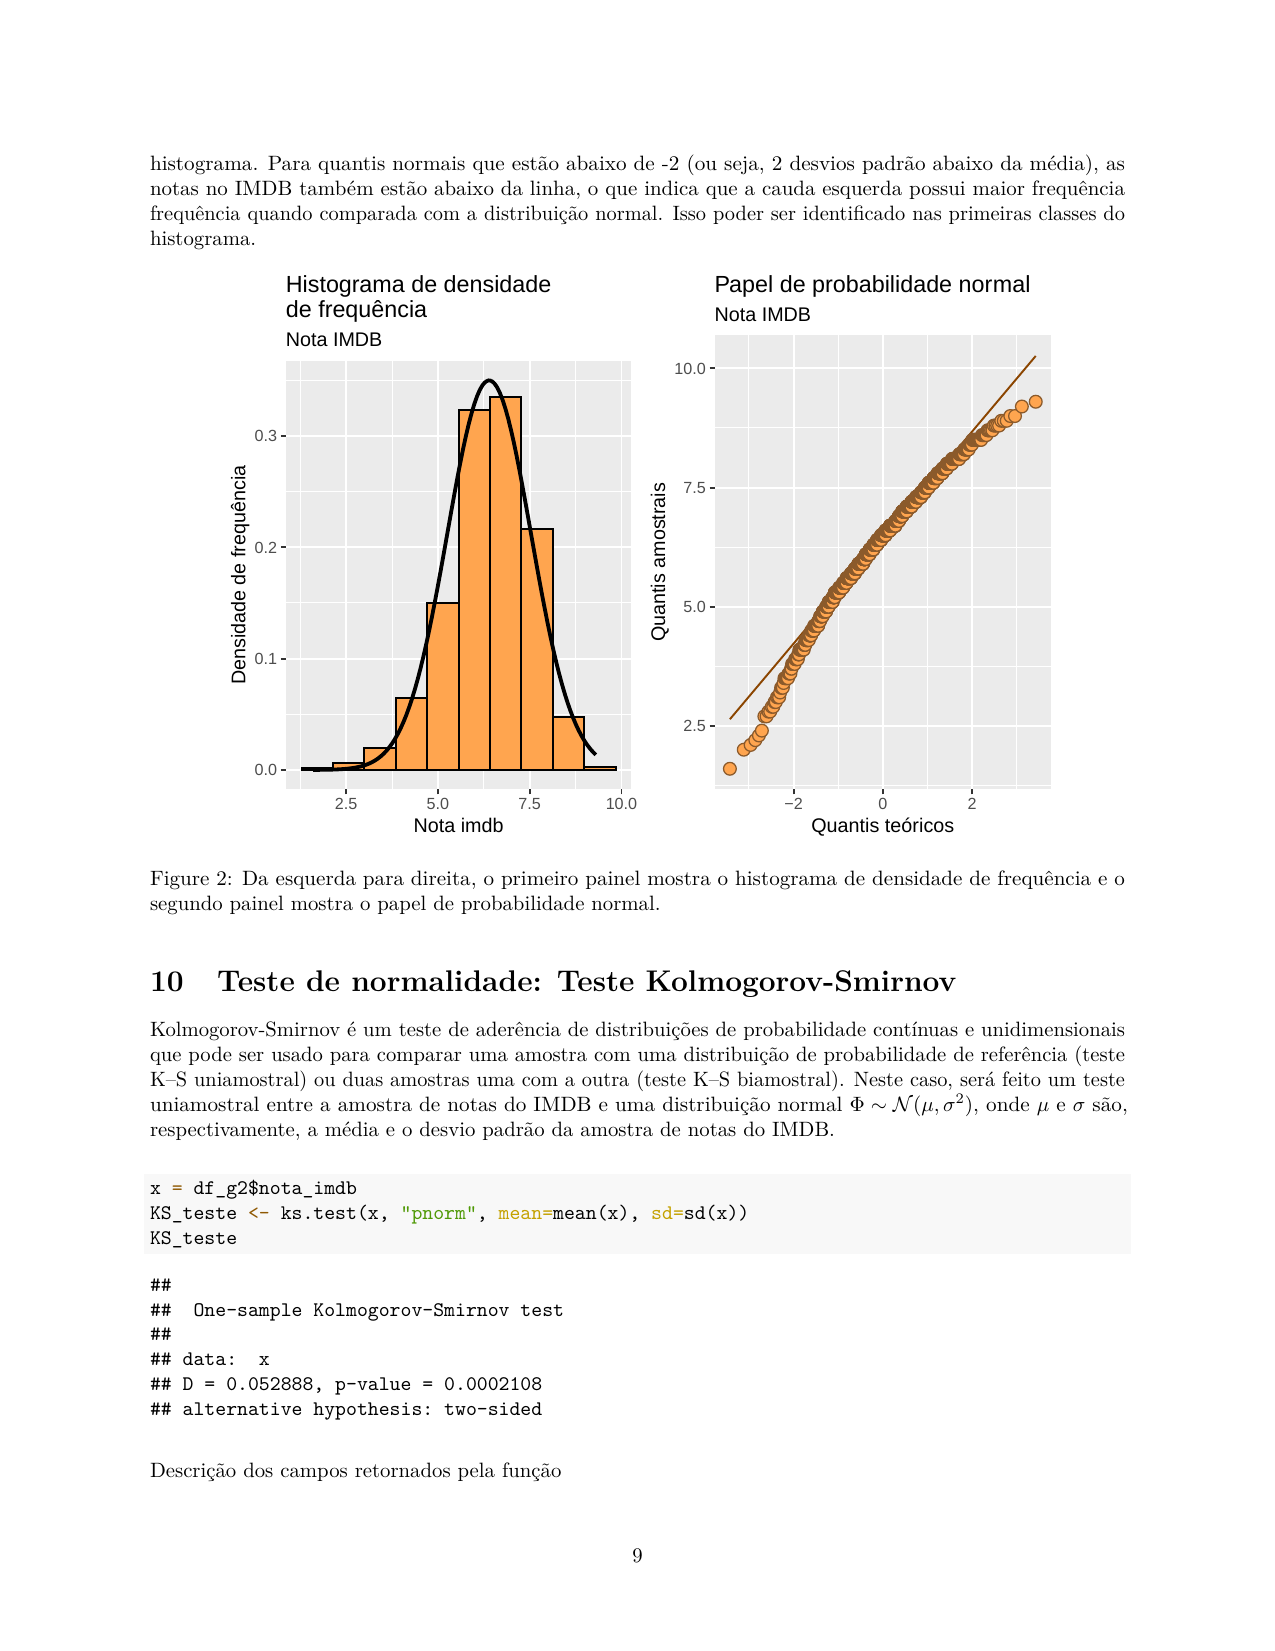 histograma. Para quantis normais que estão abaixo de -2 (ou seja, 2 desvios padrão abaixo da média), as
notas no IMDB também estão abaixo da linha, o que indica que a cauda esquerda possui maior frequência
frequência quando comparada com a distribuição normal. Isso poder ser identificado nas primeiras classes do
histograma.
Histograma de densidade
de frequência
Nota IMDB
Densidade de frequência
0.3
0.2
0.1
0.0
2.5 5.0 7.5 10.0
Nota imdb
Papel de probabilidade normal
Nota IMDB
Quantis amostrais
10.0
7.5
5.0
2.5
−2 0 2
Quantis teóricos
Figure 2: Da esquerda para direita, o primeiro painel mostra o histograma de densidade de frequência e o
segundo painel mostra o papel de probabilidade normal.
10 Teste de normalidade: Teste Kolmogorov-Smirnov
Kolmogorov-Smirnov é um teste de aderência de distribuições de probabilidade contínuas e unidimensionais
que pode ser usado para comparar uma amostra com uma distribuição de probabilidade de referência (teste
K–S uniamostral) ou duas amostras uma com a outra (teste K–S biamostral). Neste caso, será feito um teste
uniamostral entre a amostra de notas do IMDB e uma distribuição normal Φ ∼ 𝒩(μ, σ²), onde μ e σ são,
respectivamente, a média e o desvio padrão da amostra de notas do IMDB.
x = df_g2$nota_imdb
KS_teste <- ks.test(x, "pnorm", mean=mean(x), sd=sd(x))
KS_teste
##
## One-sample Kolmogorov-Smirnov test
##
## data: x
## D = 0.052888, p-value = 0.0002108
## alternative hypothesis: two-sided
Descrição dos campos retornados pela função
9